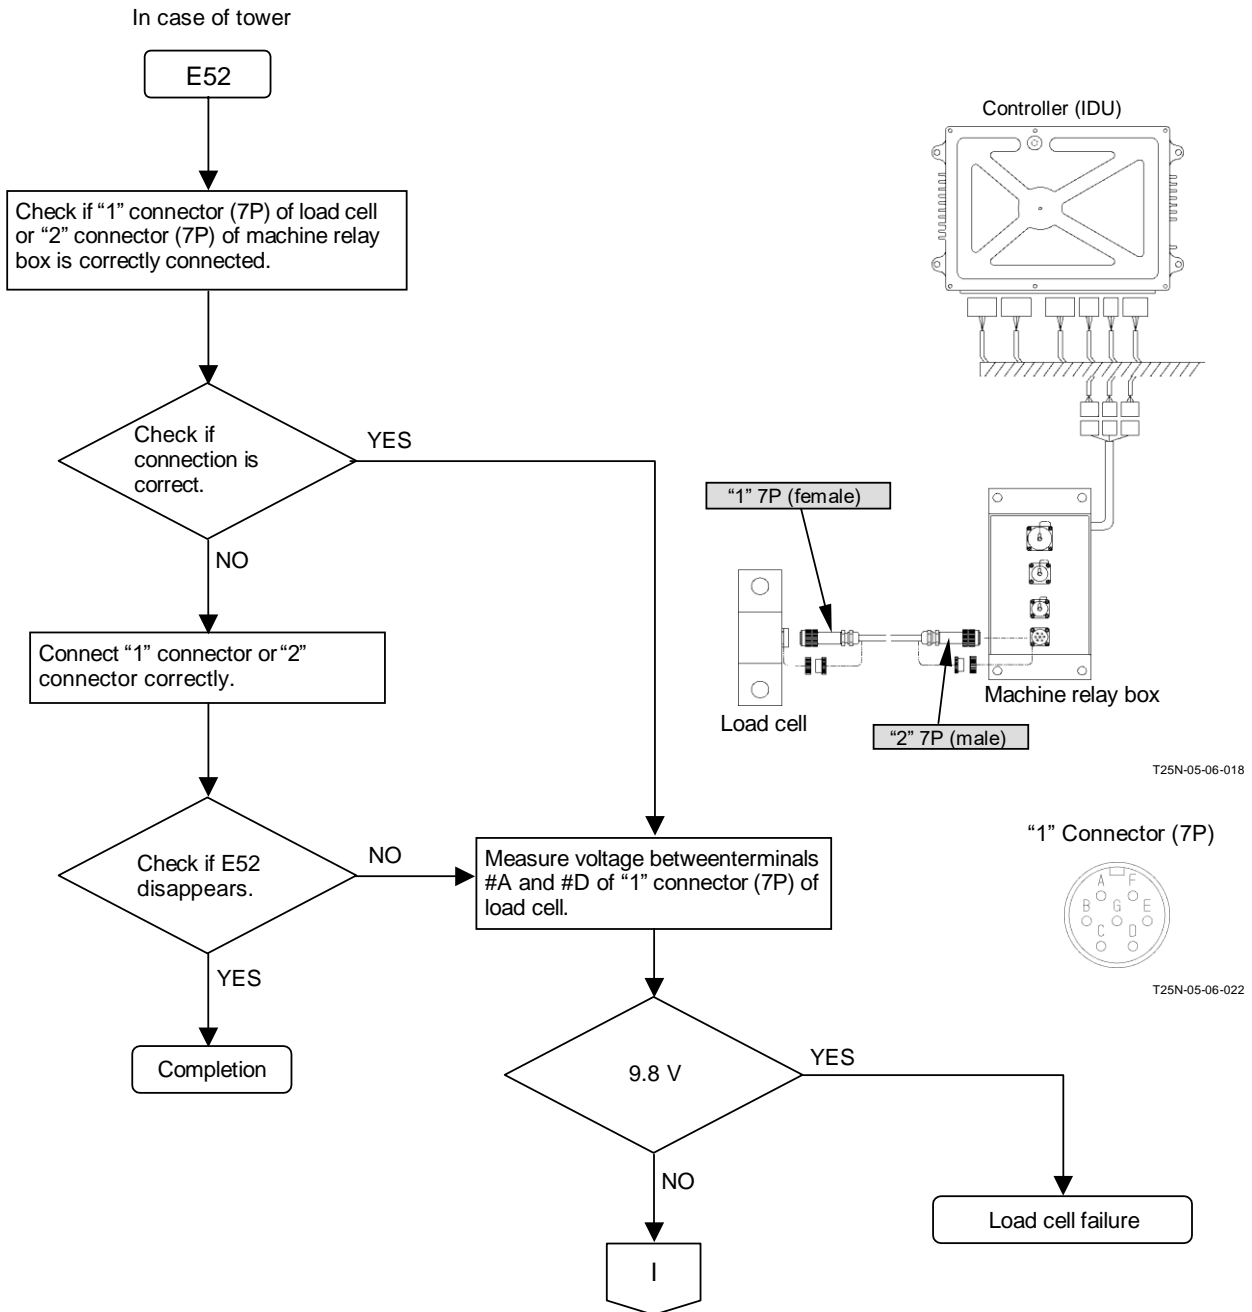 In case of tower
E52
Check if “1” connector (7P) of load cell
or “2” connector (7P) of machine relay
box is correctly connected.
Check if
connection is
correct.
YES
NO
Connect “1” connector or “2”
connector correctly.
Check if E52
disappears.
NO
YES
Completion
Measure voltage betweenterminals
#A and #D of “1” connector (7P) of
load cell.
9.8 V
YES
NO
Load cell failure
I
Controller (IDU)
“1” 7P (female)
Load cell
Machine relay box
“2” 7P (male)
T25N-05-06-018
“1” Connector (7P)
A F
B G E
C D
T25N-05-06-022